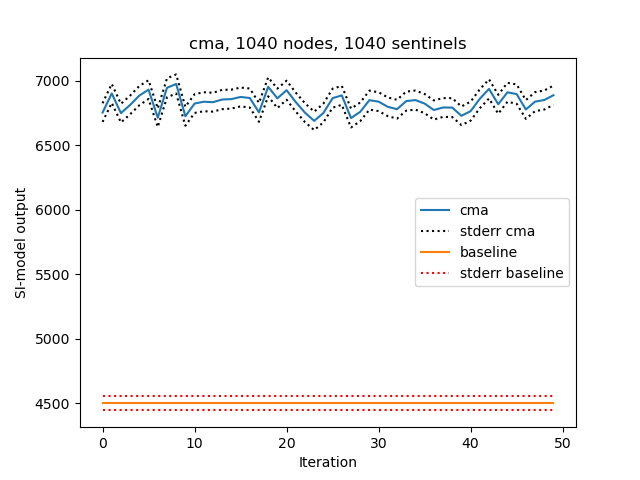 cma, 1040 nodes, 1040 sentinels
7000
6500
6000
5500
5000
4500
SI-model output
cma
stderr cma
baseline
stderr baseline
0
10
20
30
40
50
Iteration